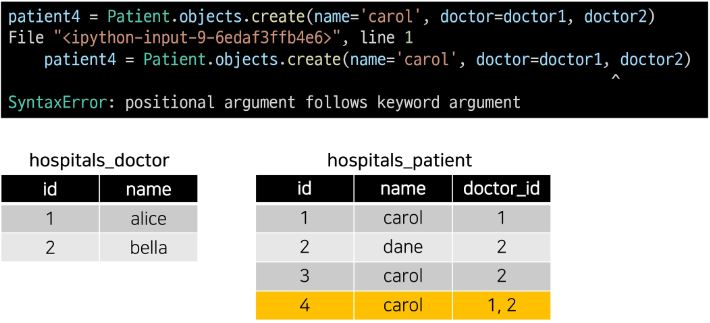 patient4 = Patient.objects.create(name='carol', doctor=doctor1, doctor2)
File "<ipython-input-9-6edaf3ffb4e6>", line 1
patient4 = Patient.objects.create(name='carol', doctor=doctor1, doctor2)
^
SyntaxError: positional argument follows keyword argument
hospitals_doctor
id name
1 alice
2 bella
hospitals_patient
id name doctor_id
1 carol 1
2 dane 2
3 carol 2
4 carol 1, 2